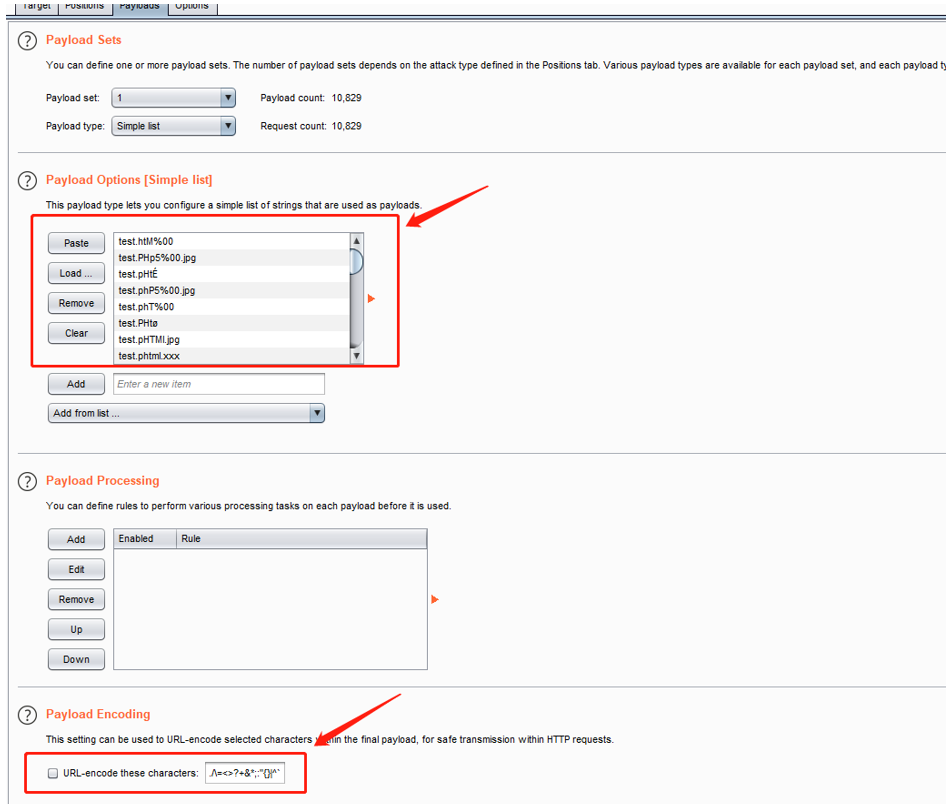 Target Positions Payloads Options
? Payload Sets
You can define one or more payload sets. The number of payload sets depends on the attack type defined in the Positions tab. Various payload types are available for each payload set, and each payload ty
Payload set: 1 Payload count: 10,829
Payload type: Simple list Request count: 10,829
? Payload Options [Simple list]
This payload type lets you configure a simple list of strings that are used as payloads.
Paste
Load ...
Remove
Clear
test.htM%00
test.PHp5%00.jpg
test.pHtÉ
test.phP5%00.jpg
test.phT%00
test.PHtø
test.pHTMl.jpg
test.phtml.xxx
Add Enter a new item
Add from list ...
? Payload Processing
You can define rules to perform various processing tasks on each payload before it is used.
Add
Edit
Remove
Up
Down
Enabled Rule
? Payload Encoding
This setting can be used to URL-encode selected characters within the final payload, for safe transmission within HTTP requests.
URL-encode these characters: ./\=<>?+&*;:"{}|^`